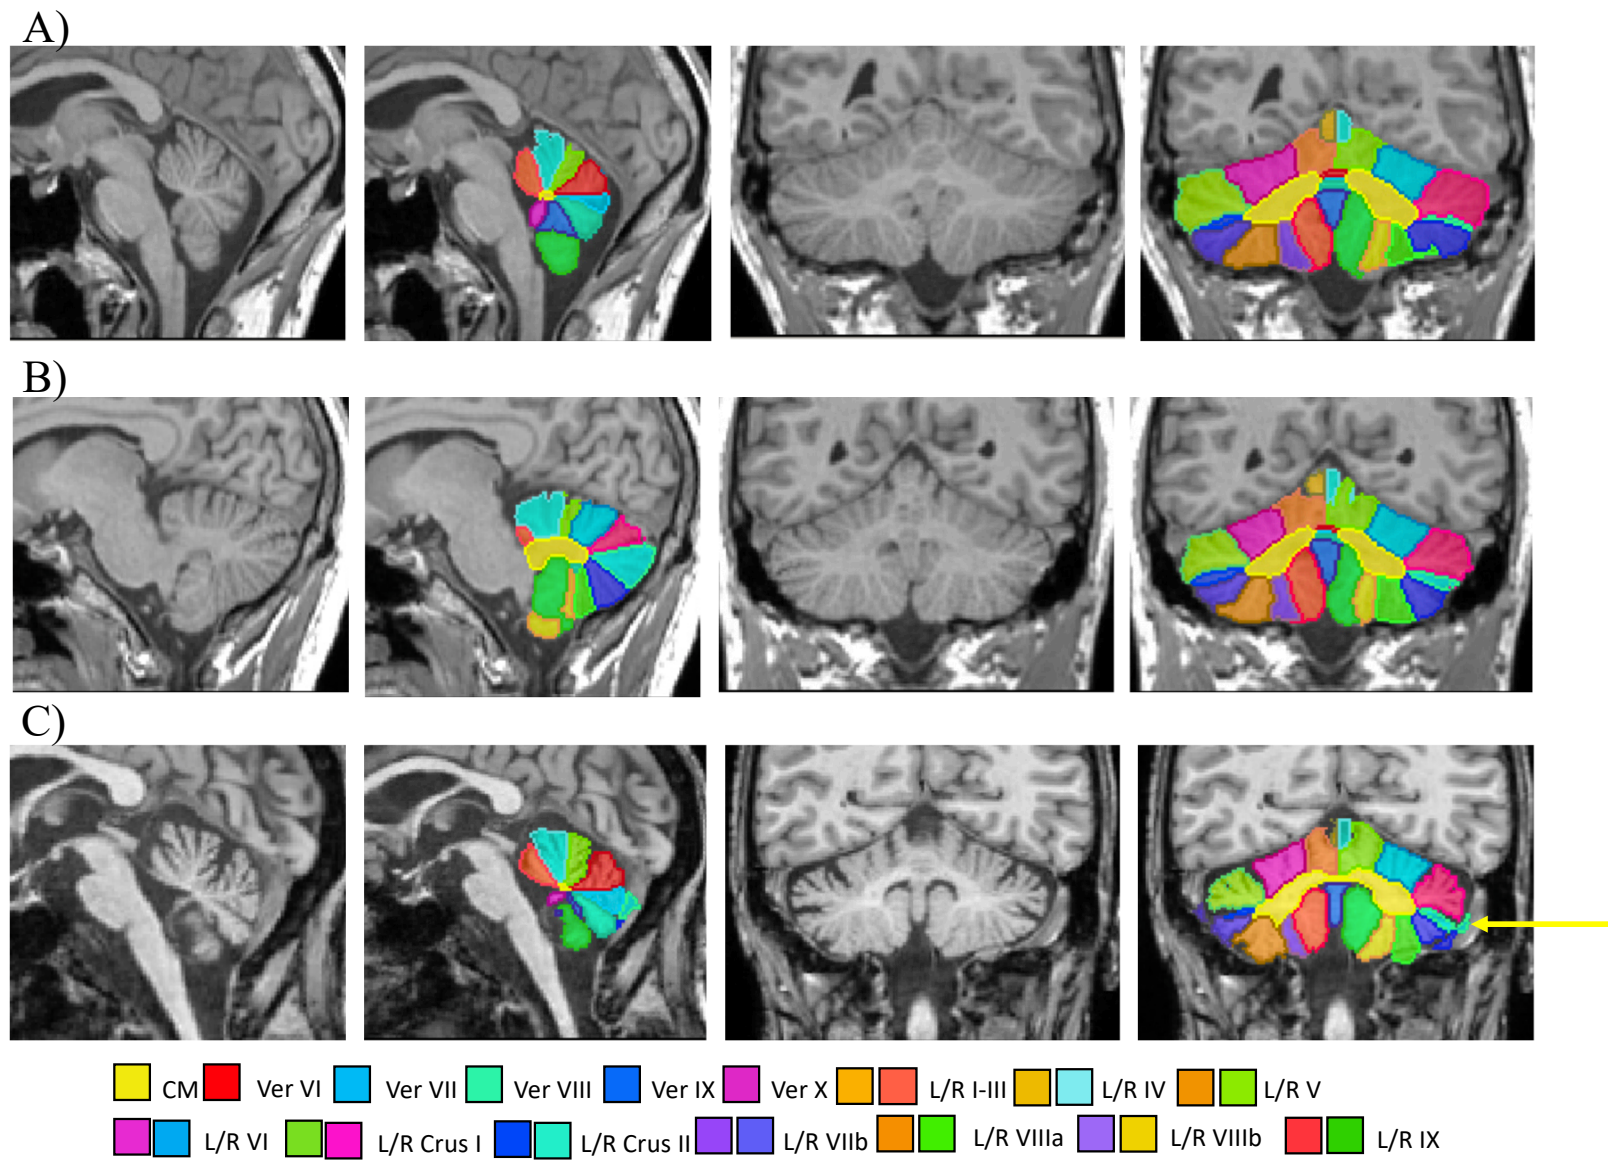 A)
B)
C)
CM Ver VI Ver VII Ver VIII Ver IX Ver X L/R I-III L/R IV L/R V
L/R VI L/R Crus I L/R Crus II L/R VIIb L/R VIIIa L/R VIIIb L/R IX